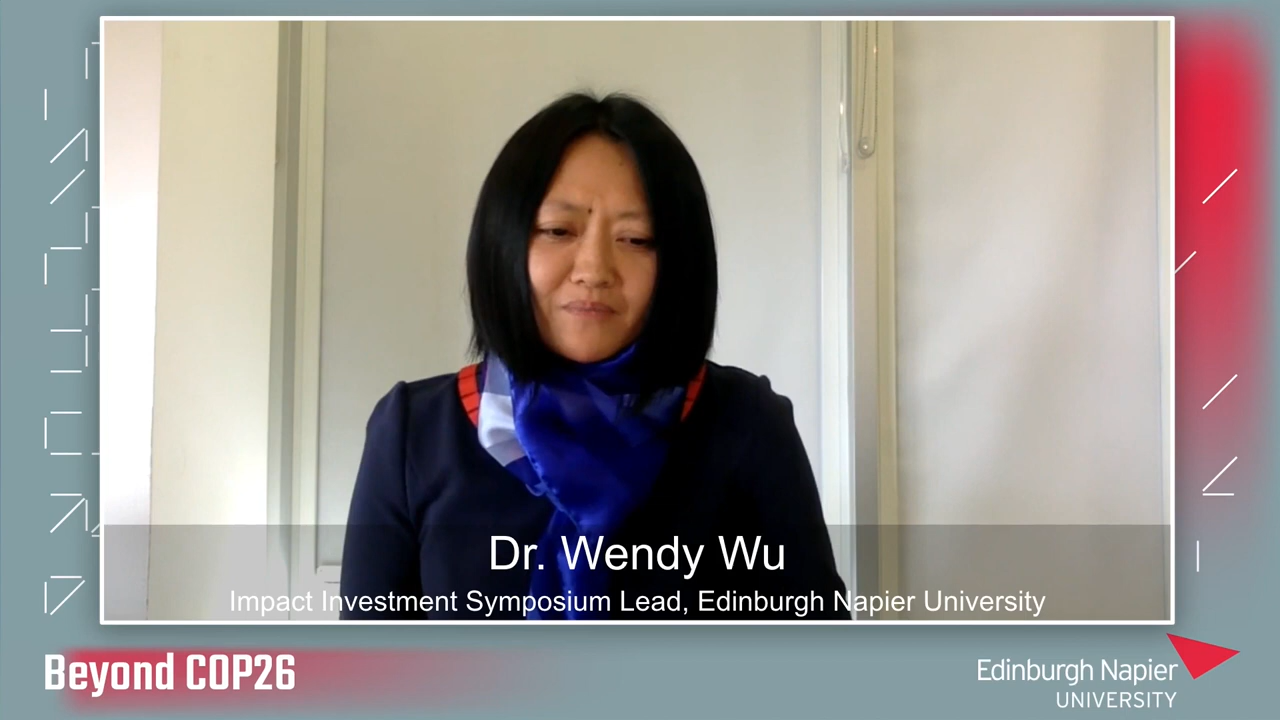 Dr. Wendy Wu
Impact Investment Symposium Lead, Edinburgh Napier University
Beyond COP26
Edinburgh Napier
UNIVERSITY